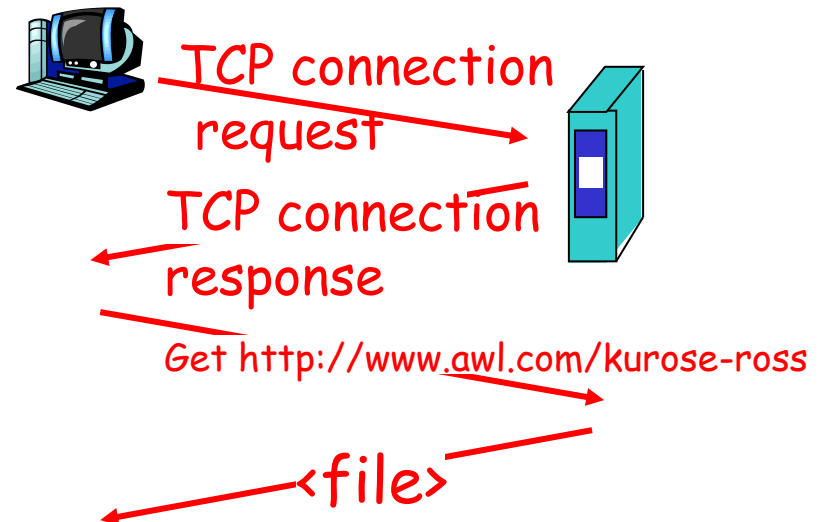 TCP connection
request
TCP connection
response
Get http://www.awl.com/kurose-ross
<file>